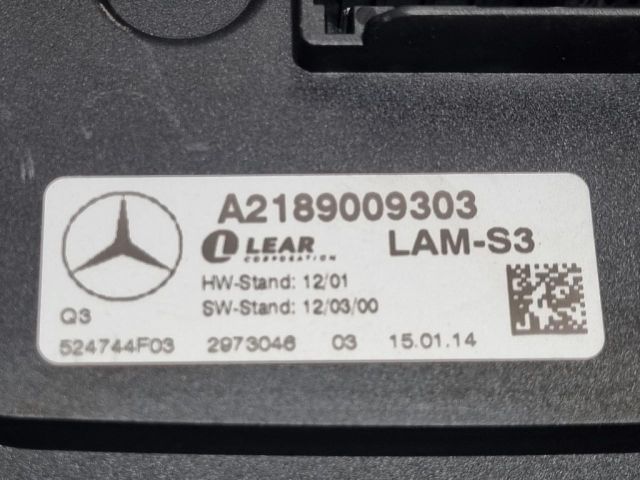 A2189009303
LEAR LAM-S3
CORPORATION
HW-Stand: 12/01
SW-Stand: 12/03/00
Q3
524744F03 2973046 03 15.01.14